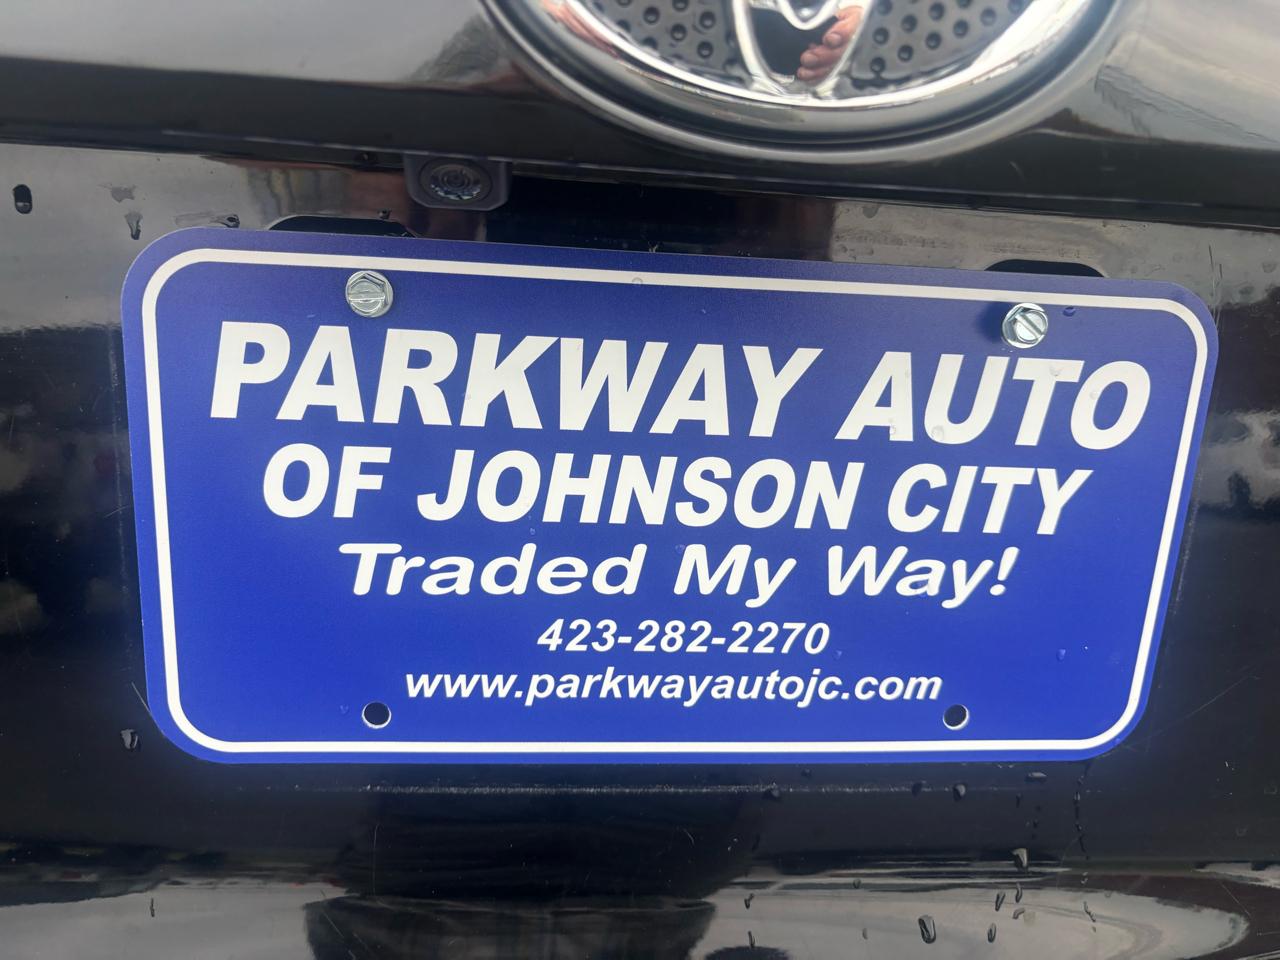 PARKWAY AUTO
OF JOHNSON CITY
Traded My Way!
423-282-2270
www.parkwayautojc.com